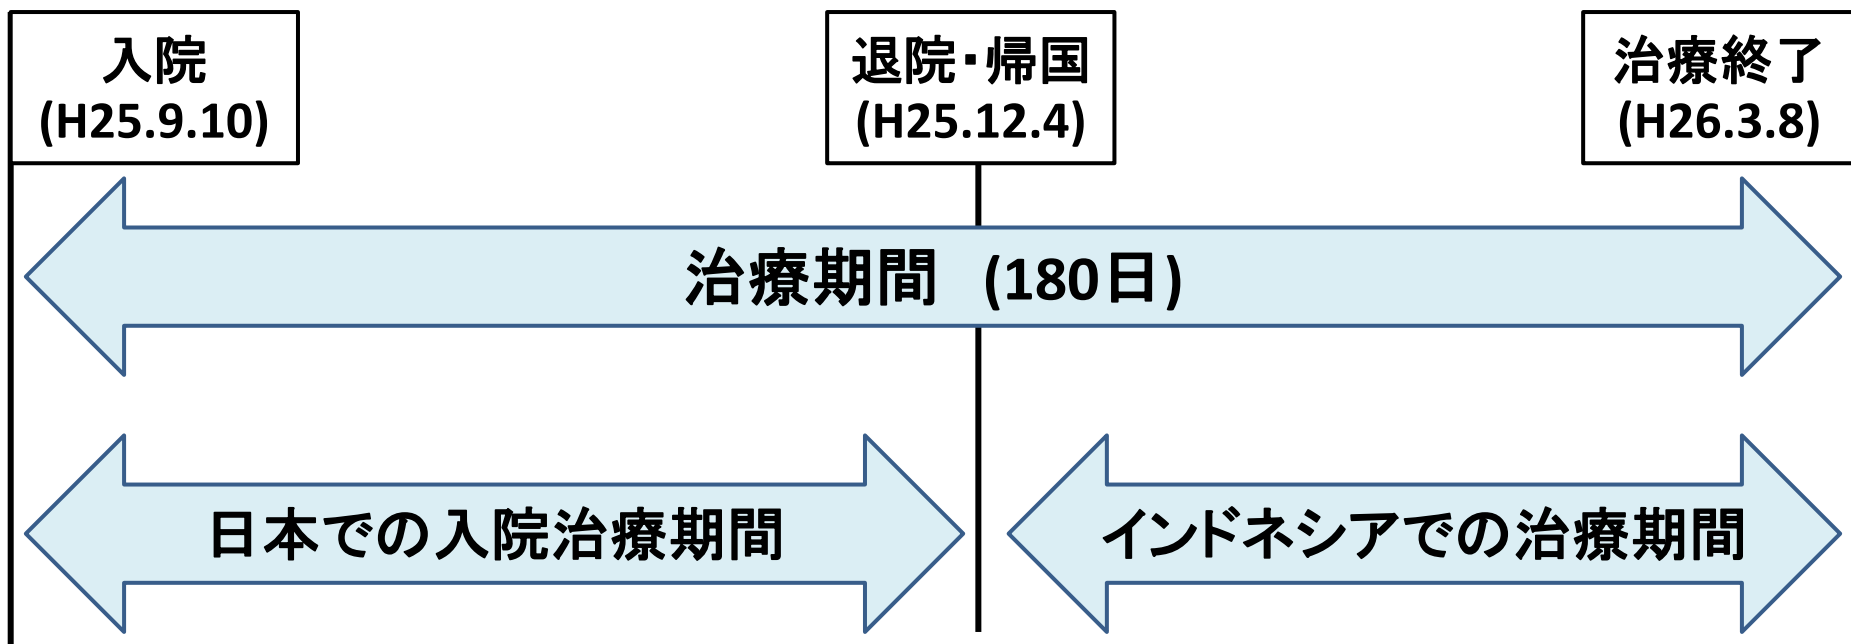 入院
(H25.9.10)
退院・帰国
(H25.12.4)
治療終了
(H26.3.8)
治療期間 (180日)
日本での入院治療期間
インドネシアでの治療期間